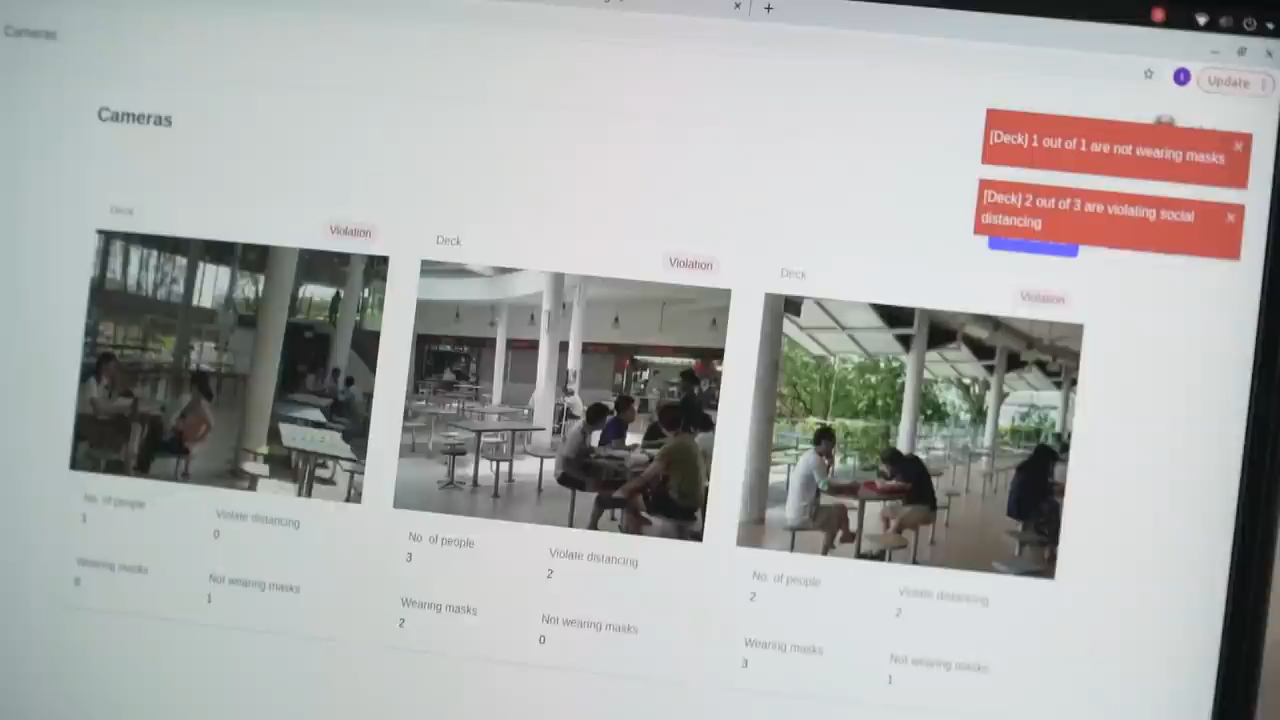 Cameras
Update
Cameras
[Deck] 1 out of 1 are not wearing masks
[Deck] 2 out of 3 are violating social
distancing
Deck
Violation
No. of people
1
Violate distancing
0
Wearing masks
0
Not wearing masks
1
Deck
Violation
No. of people
3
Violate distancing
2
Wearing masks
2
Not wearing masks
0
Deck
Violation
No. of people
2
Violate distancing
2
Wearing masks
3
Not wearing masks
1